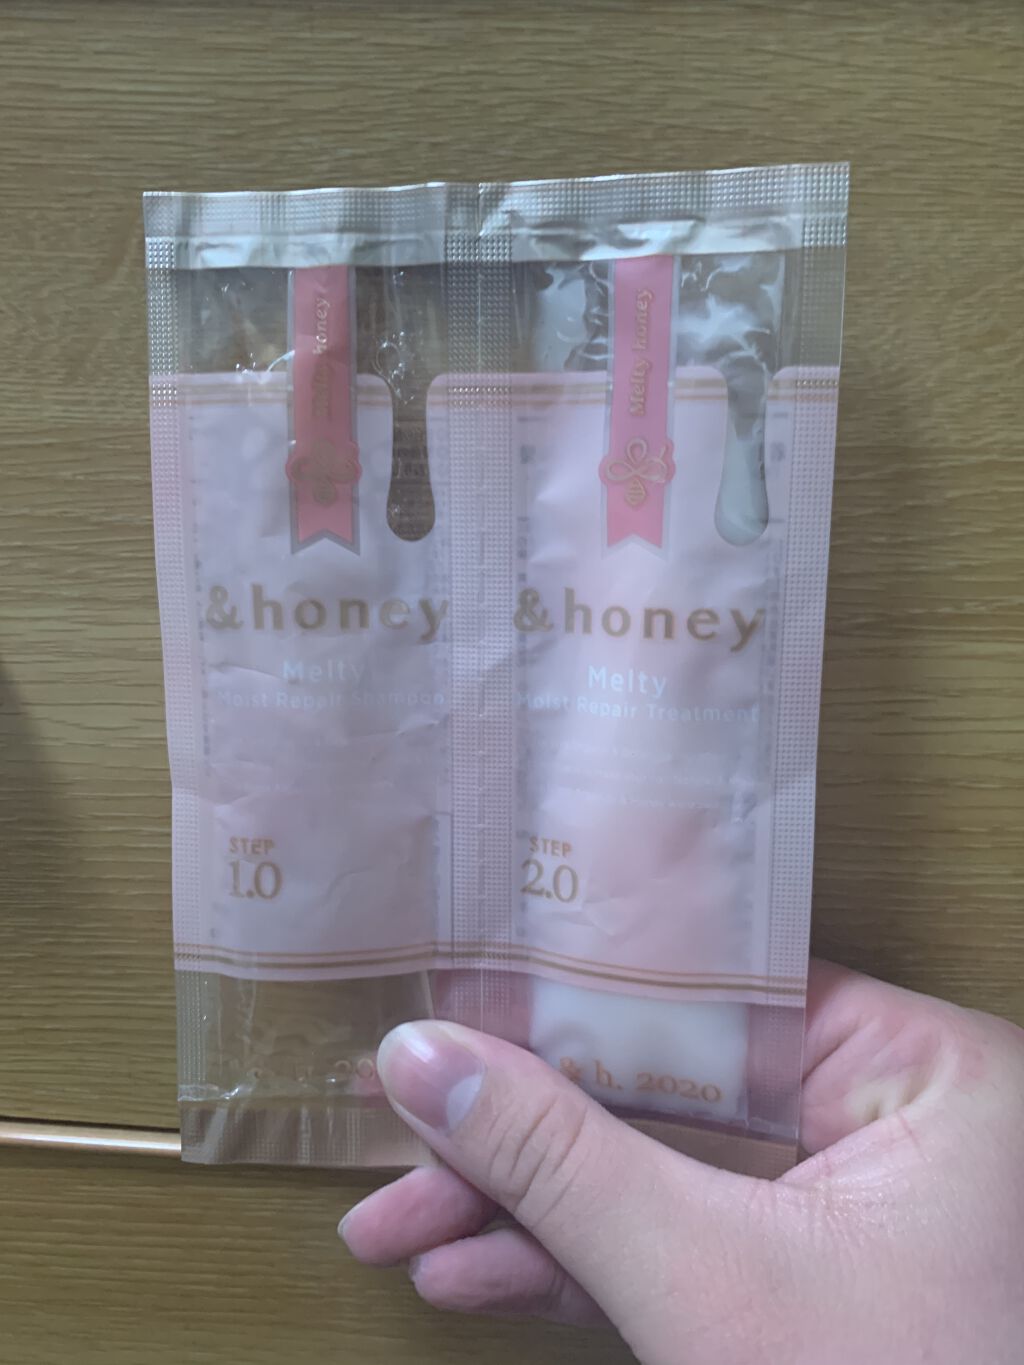 Melty honey
&honey
Melty
Moist Repair Shampoo
STEP
1.0
Melty honey
&honey
Melty
Moist Repair Treatment
STEP
2.0
& h. 2020